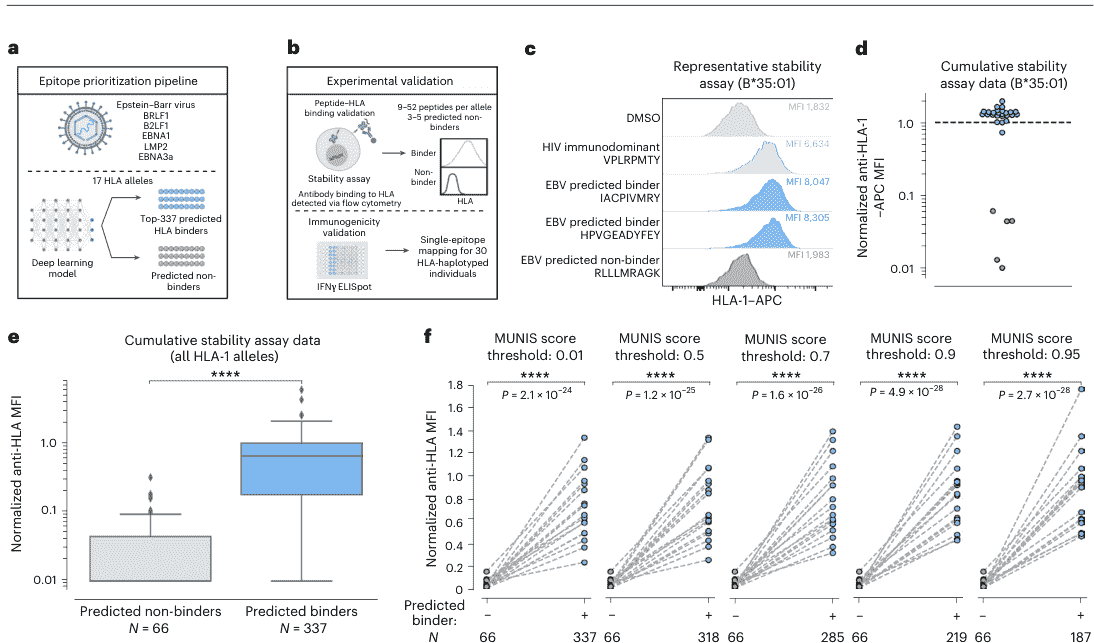 a
Epitope prioritization pipeline
Epstein–Barr virus
BRLF1
B2LF1
EBNA1
LMP2
EBNA3a
17 HLA alleles
Top-337 predicted
HLA binders
Deep learning
model
Predicted non-
binders
b
Experimental validation
Peptide–HLA
binding validation
9–52 peptides per allele
3–5 predicted non-
binders
Binder
Non-
binder
HLA
Stability assay
Antibody binding to HLA
detected via flow cytometry
Immunogenicity
validation
IFNγ ELISpot
Single-epitope
mapping for 30
HLA-haplotyped
individuals
c
Representative stability
assay (B*35:01)
DMSO
MFI 1,832
HIV immunodominant
VPLRPMTY
MFI 6,634
EBV predicted binder
IACPIVMRY
MFI 8,047
EBV predicted binder
HPVGEADYFEY
MFI 8,305
EBV predicted non-binder
RLLLMRAGK
MFI 1,983
HLA-1–APC
d
Cumulative stability
assay data (B*35:01)
Normalized anti-HLA-1
–APC MFI
1.0
0.1
0.01
e
Cumulative stability assay data
(all HLA-1 alleles)
****
Normalized anti-HLA MFI
1.0
0.1
0.01
Predicted non-binders
N = 66
Predicted binders
N = 337
f
MUNIS score
threshold: 0.01
MUNIS score
threshold: 0.5
MUNIS score
threshold: 0.7
MUNIS score
threshold: 0.9
MUNIS score
threshold: 0.95
**** **** **** **** ****
P = 2.1 × 10⁻²⁴
P = 1.2 × 10⁻²⁵
P = 1.6 × 10⁻²⁶
P = 4.9 × 10⁻²⁸
P = 2.7 × 10⁻²⁸
Normalized anti-HLA MFI
1.8
1.6
1.4
1.2
1.0
0.8
0.6
0.4
0.2
0
Predicted
binder:
– + – + – + – + – +
N 66 337 66 318 66 285 66 219 66 187